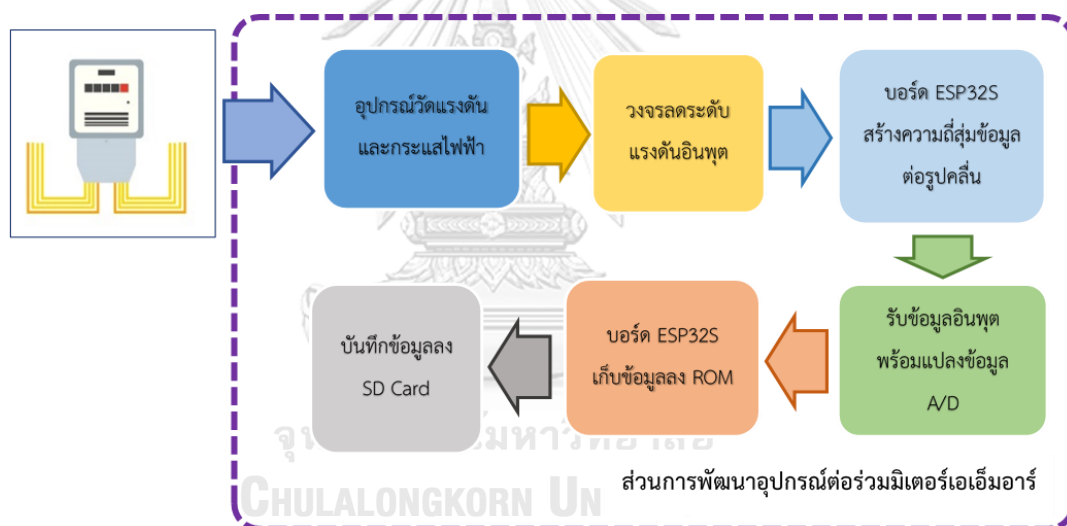 อุปกรณ์วัดแรงดัน
และกระแสไฟฟ้า
วงจรลดระดับ
แรงดันอินพุต
บอร์ด ESP32S
สร้างความถี่สุ่มข้อมูล
ต่อรูปคลื่น
รับข้อมูลอินพุต
พร้อมแปลงข้อมูล
A/D
บอร์ด ESP32S
เก็บข้อมูลลง ROM
บันทึกข้อมูลลง
SD Card
ส่วนการพัฒนาอุปกรณ์ต่อร่วมมิเตอร์เอเอ็มอาร์
CHULALONGKORN UN